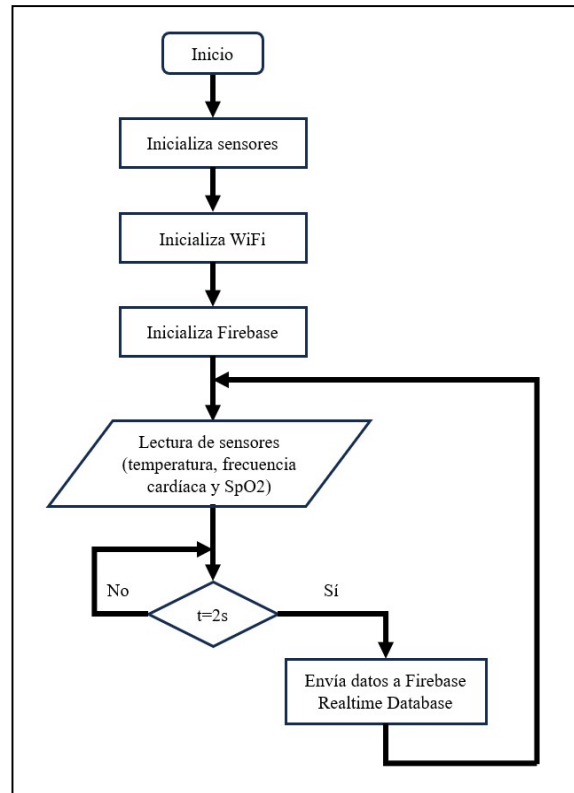 Inicio
Inicializa sensores
Inicializa WiFi
Inicializa Firebase
Lectura de sensores
(temperatura, frecuencia
cardíaca y SpO2)
No
Sí
t=2s
Envía datos a Firebase
Realtime Database